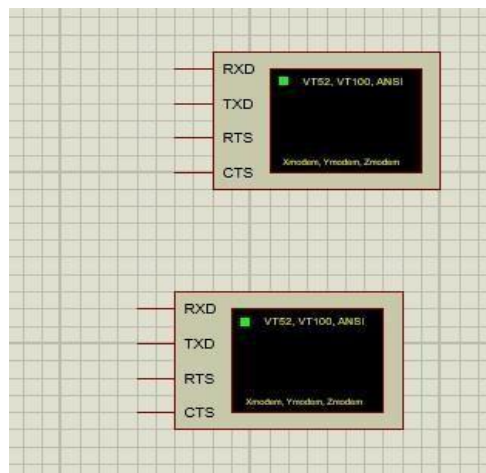 RXD
VT52, VT100, ANSI
TXD
RTS
Xmodem, Ymodem, Zmodem
CTS
RXD
VT52, VT100, ANSI
TXD
RTS
Xmodem, Ymodem, Zmodem
CTS